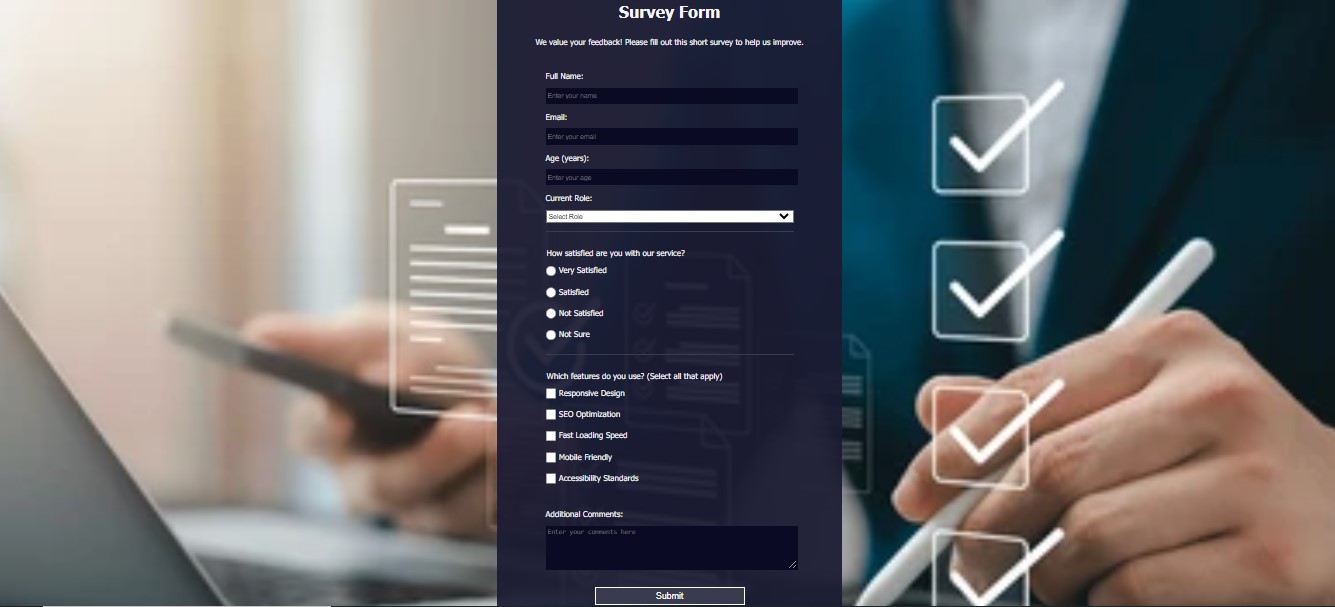 Survey Form
We value your feedback! Please fill out this short survey to help us improve.
Full Name:
Enter your name
Email:
Enter your email
Age (years):
Enter your age
Current Role:
Select Role
How satisfied are you with our service?
Very Satisfied
Satisfied
Not Satisfied
Not Sure
Which features do you use? (Select all that apply)
Responsive Design
SEO Optimization
Fast Loading Speed
Mobile Friendly
Accessibility Standards
Additional Comments:
Enter your comments here
Submit